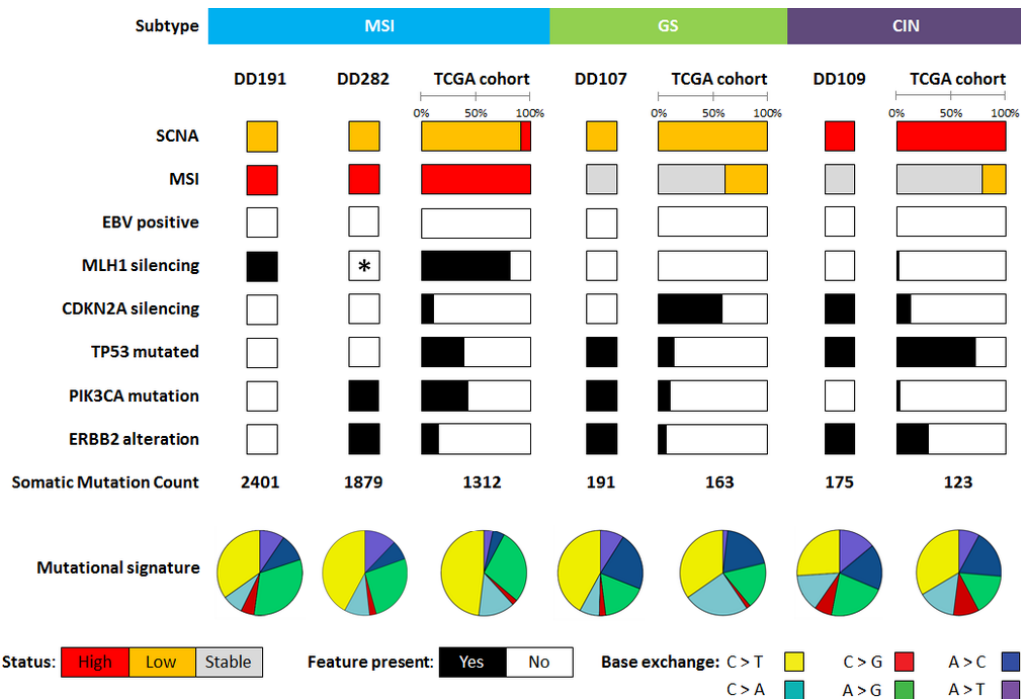 Subtype MSI GS CIN
DD191 DD282 TCGA cohort DD107 TCGA cohort DD109 TCGA cohort
0% 50% 100% 0% 50% 100% 0% 50% 100%
SCNA
MSI
EBV positive
MLH1 silencing *
CDKN2A silencing
TP53 mutated
PIK3CA mutation
ERBB2 alteration
Somatic Mutation Count 2401 1879 1312 191 163 175 123
Mutational signature
Status: High Low Stable Feature present: Yes No Base exchange: C > T C > G A > C
C > A A > G A > T